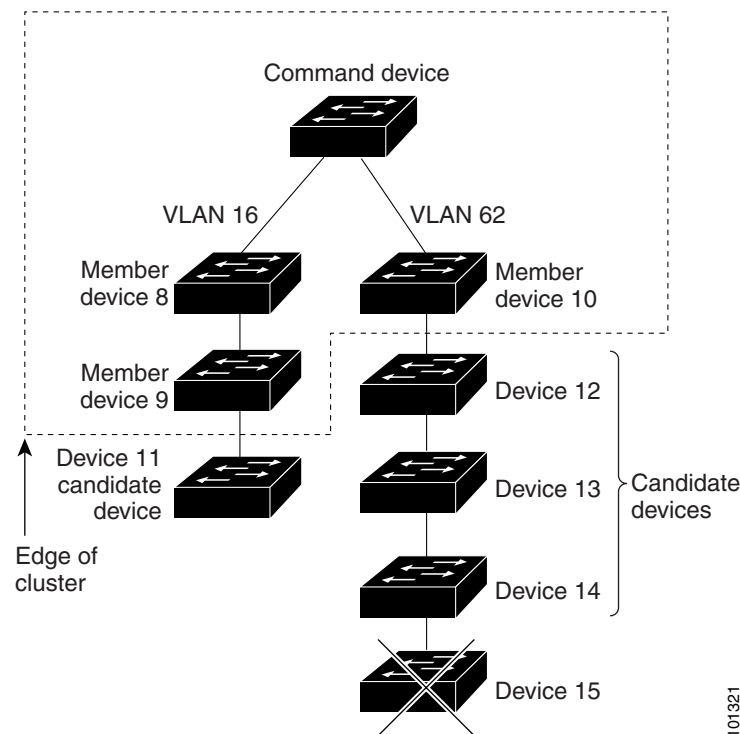 Command device
VLAN 16
VLAN 62
Member
device 8
Member
device 10
Member
device 9
Device 12
Device 11
candidate
device
Device 13
Candidate
devices
Edge of
cluster
Device 14
Device 15
101321